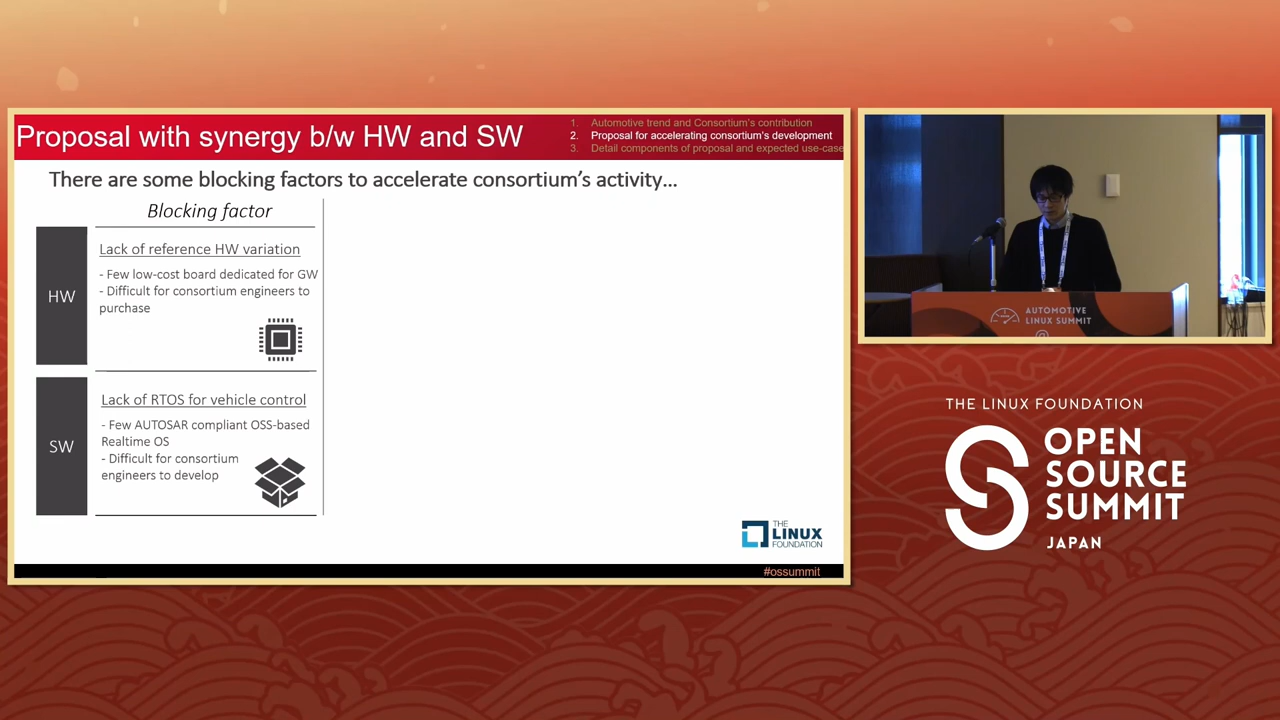 Proposal with synergy b/w HW and SW
1. Automotive trend and Consortium's contribution
2. Proposal for accelerating consortium's development
3. Detail components of proposal and expected use-case
There are some blocking factors to accelerate consortium's activity...
Blocking factor
HW
Lack of reference HW variation
- Few low-cost board dedicated for GW
- Difficult for consortium engineers to
purchase
SW
Lack of RTOS for vehicle control
- Few AUTOSAR compliant OSS-based
Realtime OS
- Difficult for consortium
engineers to develop
THE
LINUX
FOUNDATION
#ossummit
AUTOMOTIVE
LINUX SUMMIT
THE LINUX FOUNDATION
OPEN
SOURCE
SUMMIT
JAPAN